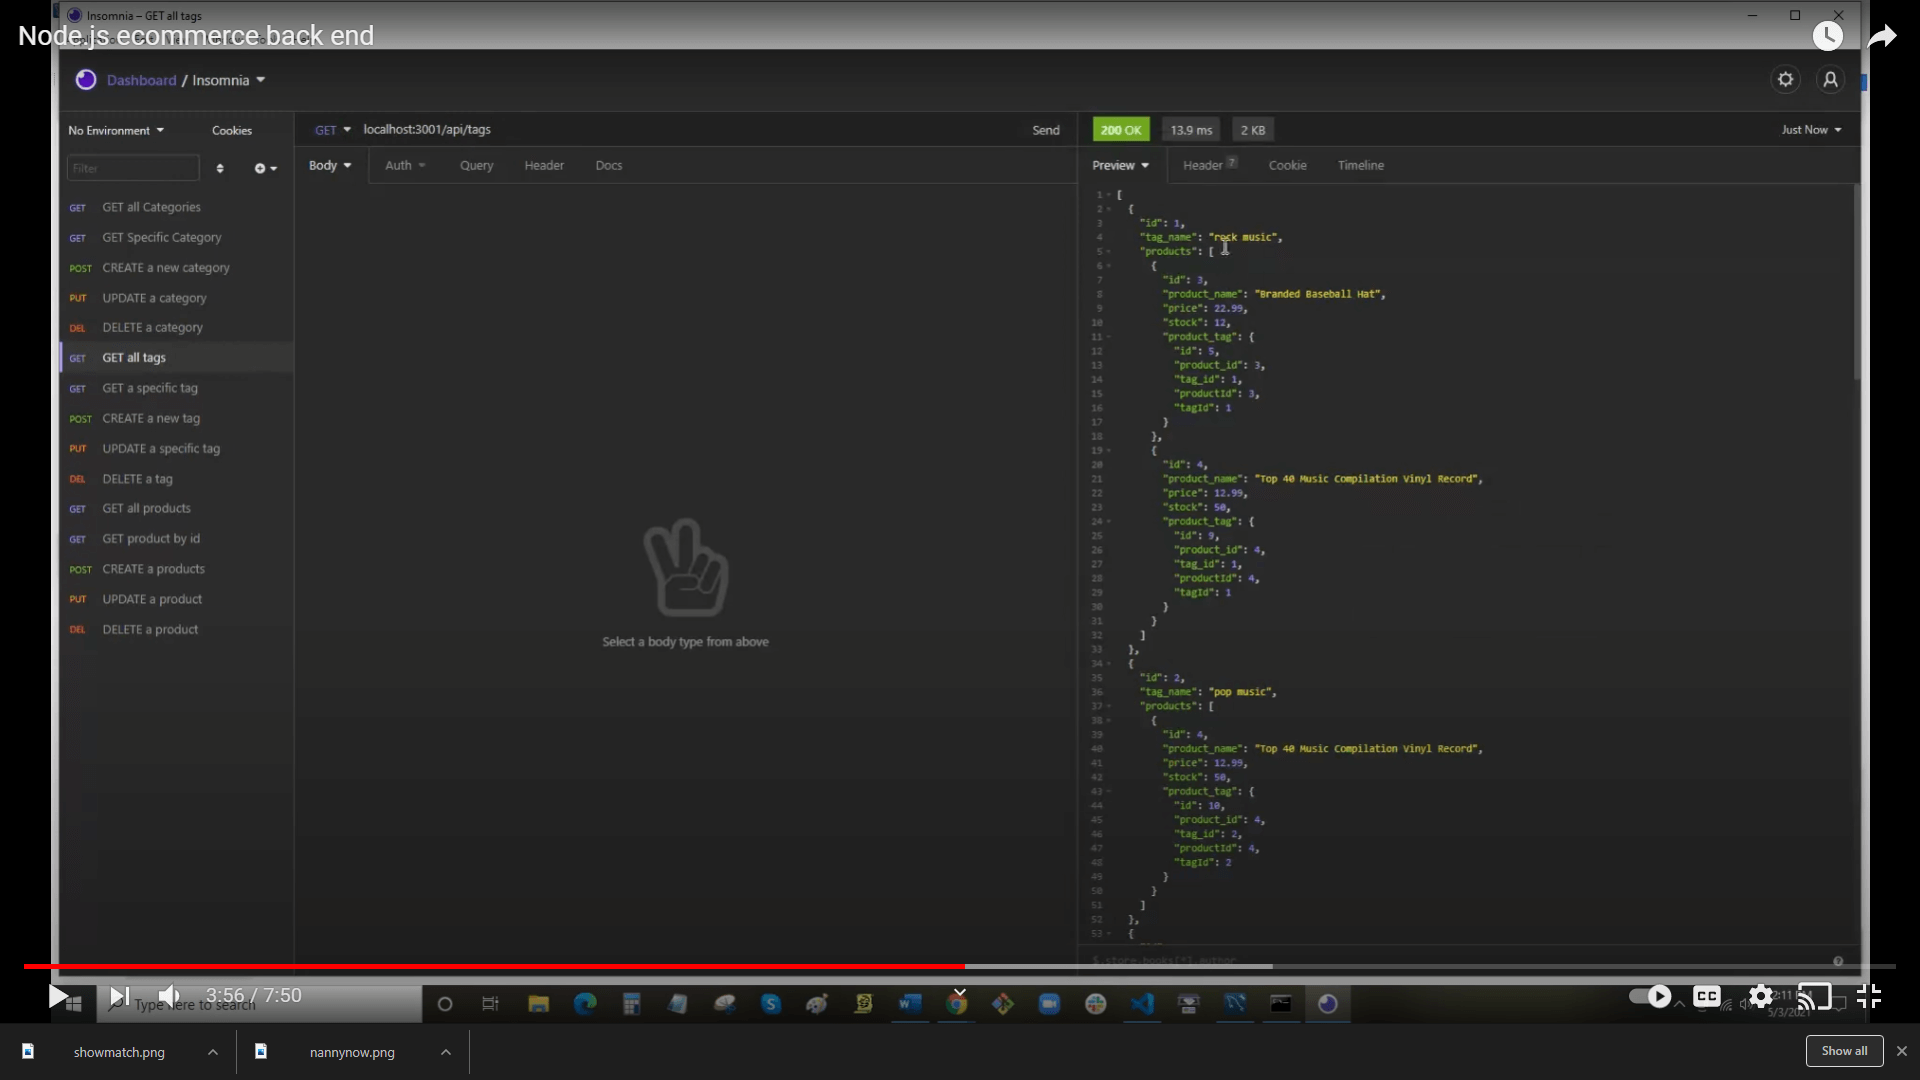 Insomnia – GET all tags
Node.js ecommerce back end
Dashboard / Insomnia
No Environment
Cookies
GET localhost:3001/api/tags
Send
200 OK
13.9 ms
2 KB
Just Now
Filter
Body
Auth
Query
Header
Docs
Preview
Header 7
Cookie
Timeline
GET GET all Categories
GET GET Specific Category
POST CREATE a new category
PUT UPDATE a category
DEL DELETE a category
GET GET all tags
GET GET a specific tag
POST CREATE a new tag
PUT UPDATE a specific tag
DEL DELETE a tag
GET GET all products
GET GET product by id
POST CREATE a products
PUT UPDATE a product
DEL DELETE a product
Select a body type from above
1 [
2 {
3 "id": 1,
4 "tag_name": "rock music",
5 "products": [
6 {
7 "id": 3,
8 "product_name": "Branded Baseball Hat",
9 "price": 22.99,
10 "stock": 12,
11 "product_tag": {
12 "id": 5,
13 "product_id": 3,
14 "tag_id": 1,
15 "productId": 3,
16 "tagId": 1
17 }
18 },
19 {
20 "id": 4,
21 "product_name": "Top 40 Music Compilation Vinyl Record",
22 "price": 12.99,
23 "stock": 50,
24 "product_tag": {
25 "id": 9,
26 "product_id": 4,
27 "tag_id": 1,
28 "productId": 4,
29 "tagId": 1
30 }
31 }
32 ]
33 },
34 {
35 "id": 2,
36 "tag_name": "pop music",
37 "products": [
38 {
39 "id": 4,
40 "product_name": "Top 40 Music Compilation Vinyl Record",
41 "price": 12.99,
42 "stock": 50,
43 "product_tag": {
44 "id": 10,
45 "product_id": 4,
46 "tag_id": 2,
47 "productId": 4,
48 "tagId": 2
49 }
50 }
51 ]
52 },
53 {
$.store.books[*].author
3:56 / 7:50
Type here to search
CC
5/3/2021
showmatch.png
nannynow.png
Show all